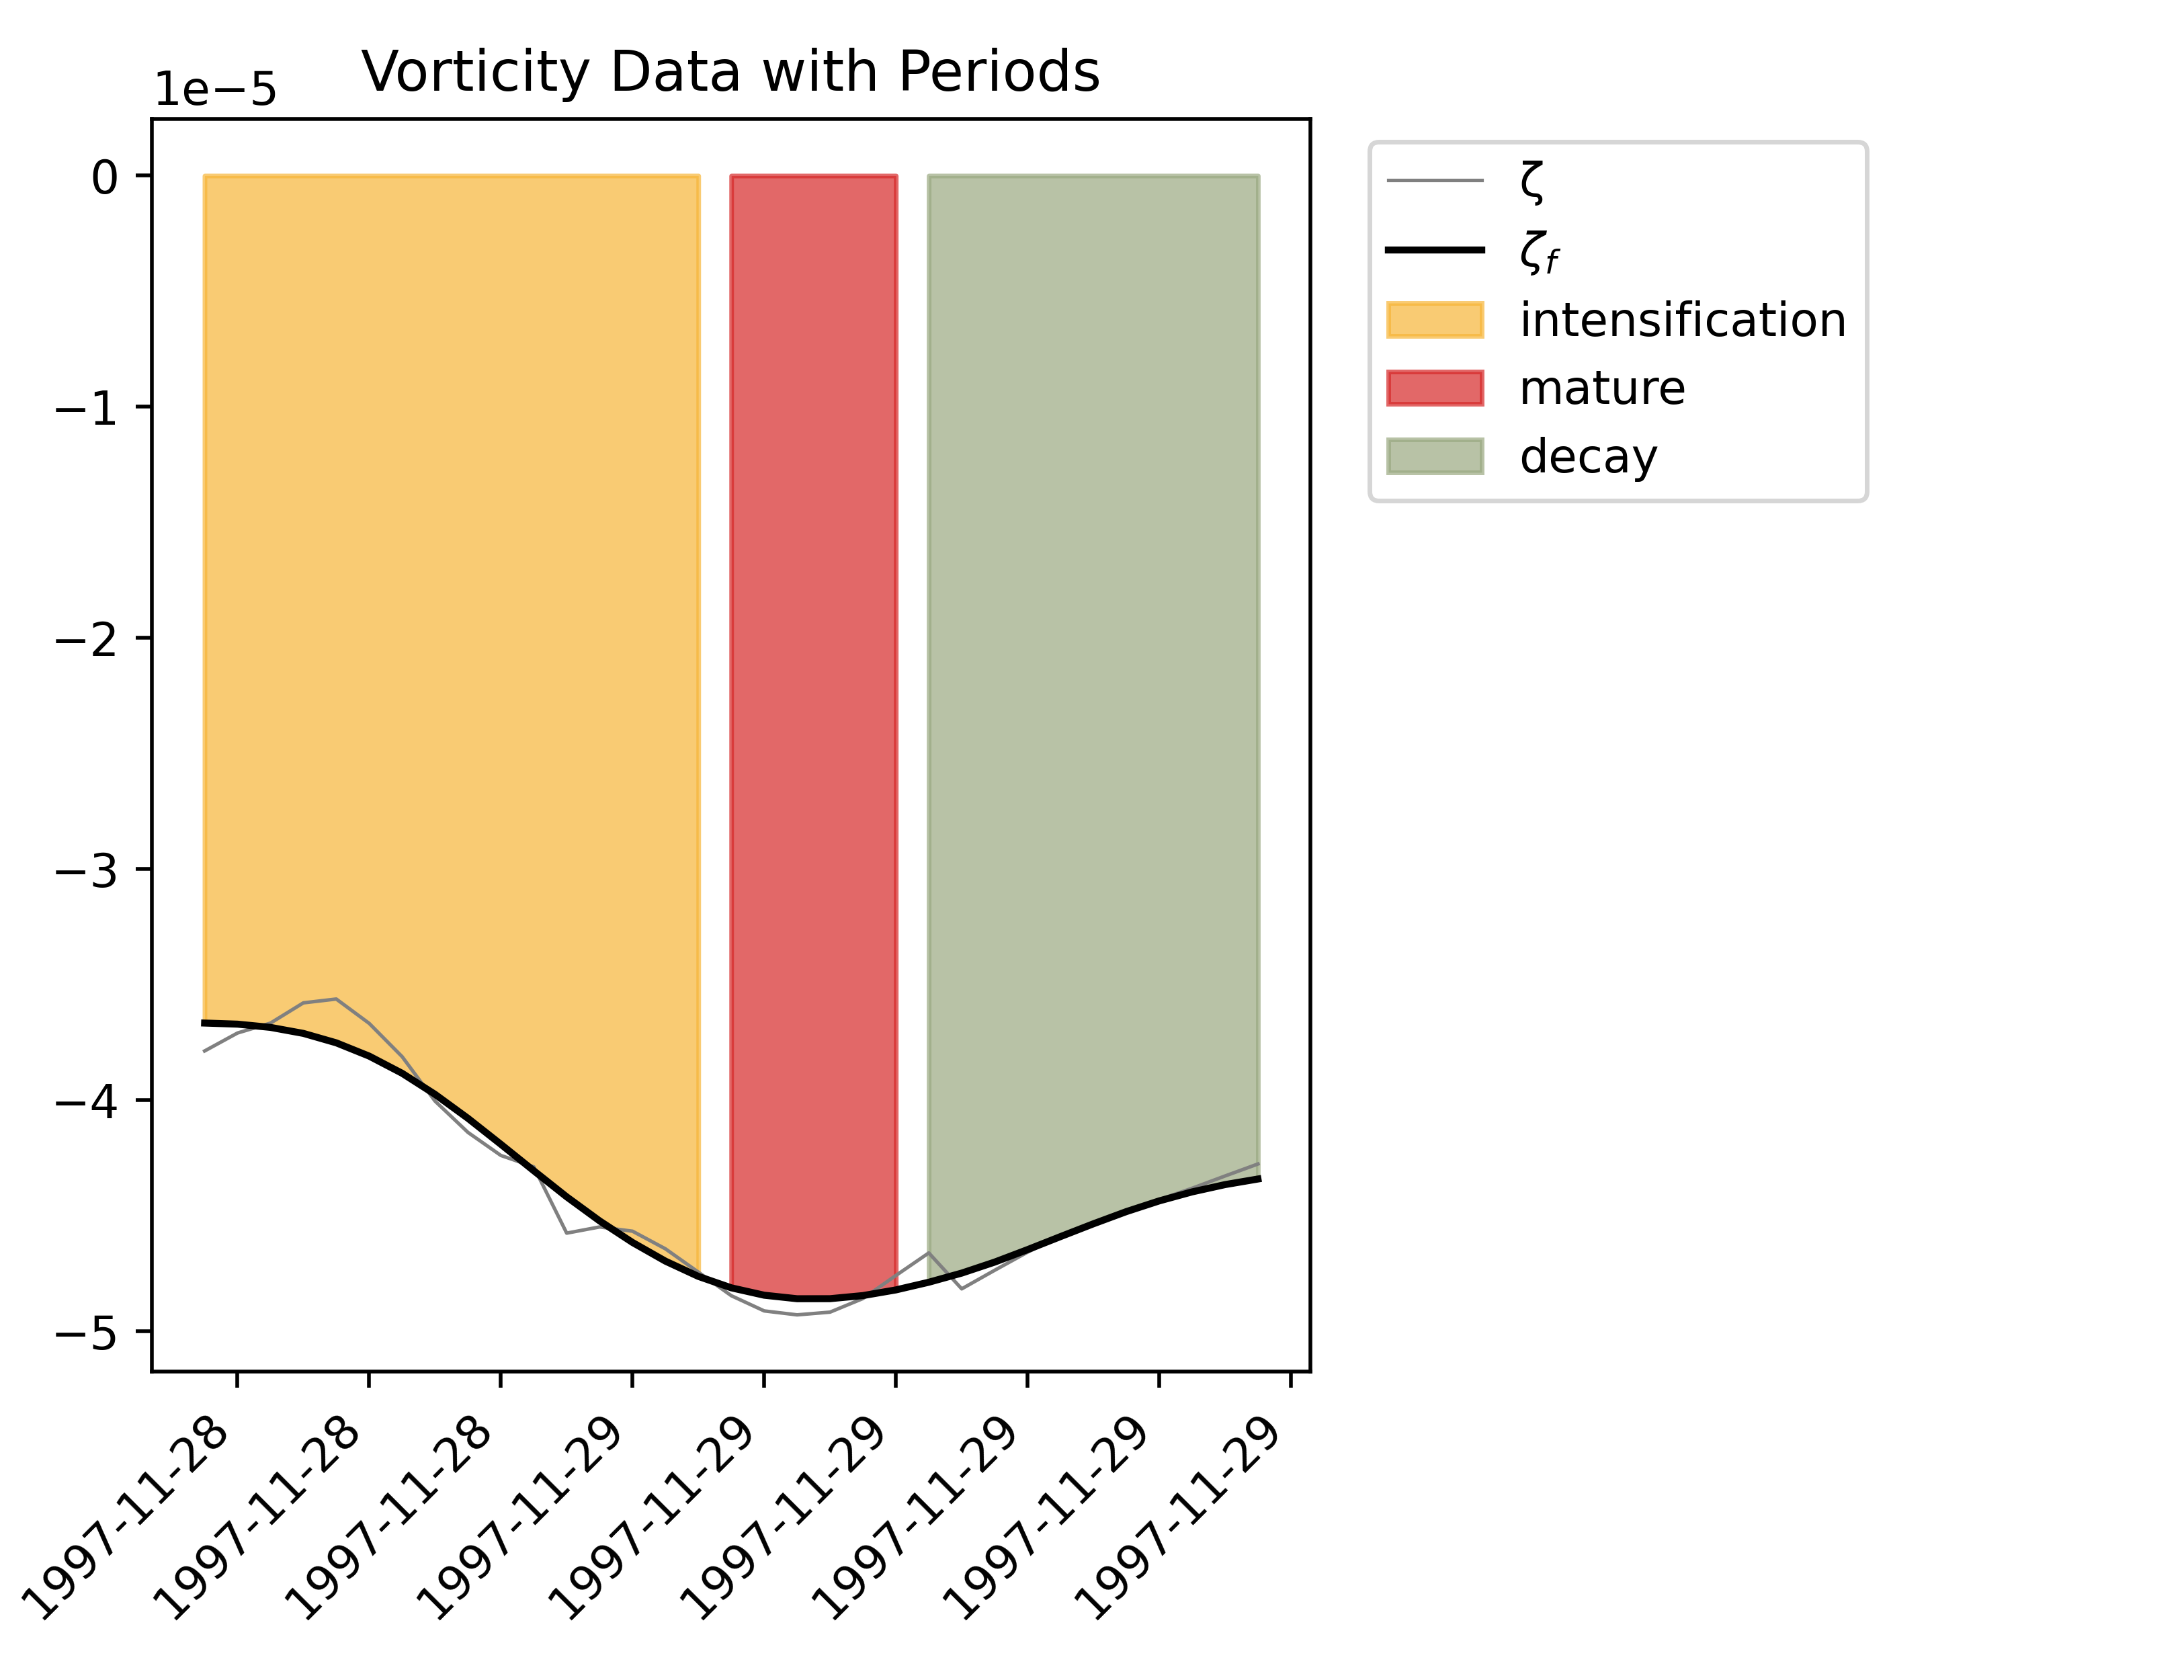 Vorticity Data with Periods
1e−5
0
−1
−2
−3
−4
−5
1997-11-28
1997-11-28
1997-11-28
1997-11-29
1997-11-29
1997-11-29
1997-11-29
1997-11-29
1997-11-29
ζ
ζf
intensification
mature
decay